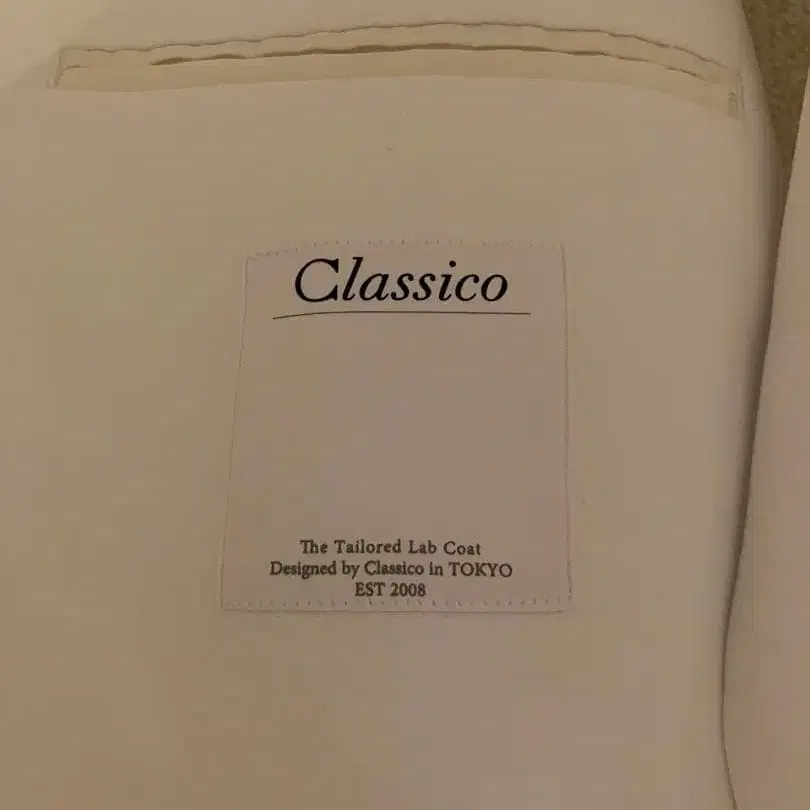 Classico
The Tailored Lab Coat
Designed by Classico in TOKYO
EST 2008